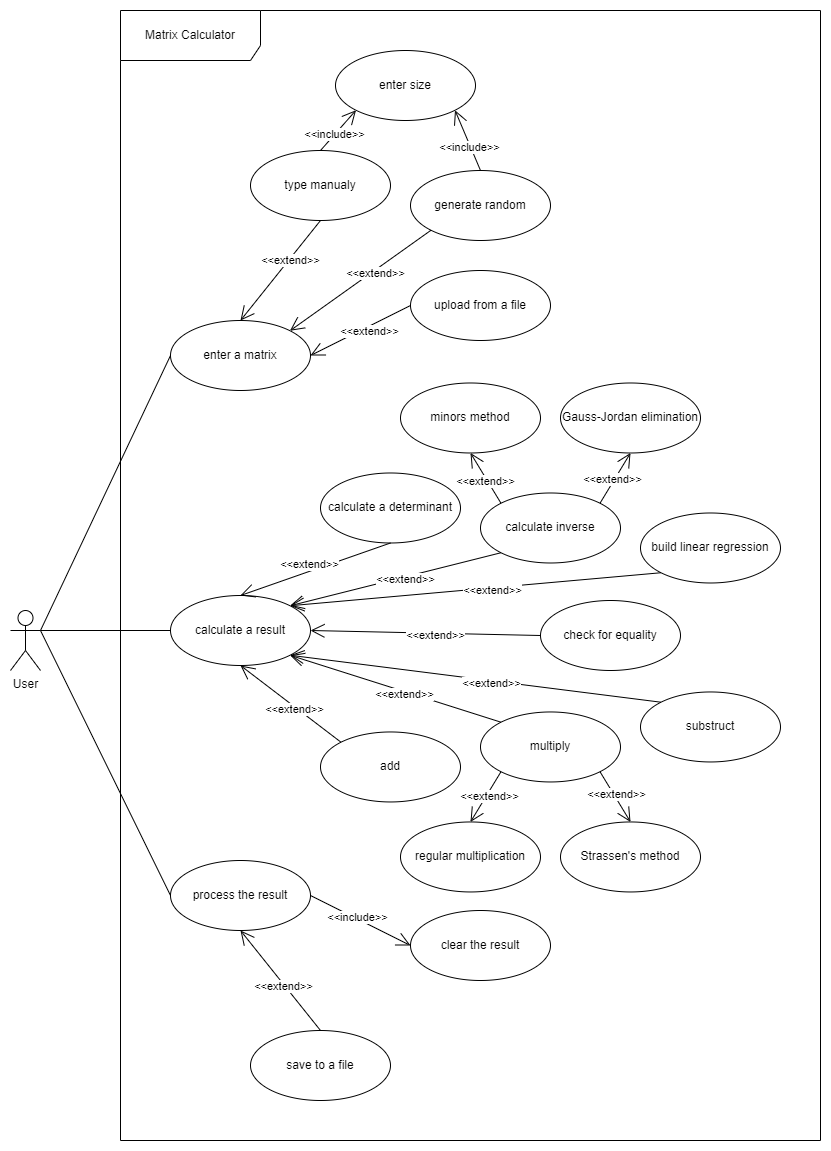 Matrix Calculator
enter size
<<include>>
<<include>>
type manualy
generate random
<<extend>>
<<extend>>
upload from a file
<<extend>>
enter a matrix
minors method
Gauss-Jordan elimination
<<extend>>
<<extend>>
calculate a determinant
calculate inverse
build linear regression
<<extend>>
<<extend>>
<<extend>>
calculate a result
<<extend>>
check for equality
User
<<extend>>
<<extend>>
<<extend>>
substruct
multiply
add
<<extend>>
<<extend>>
regular multiplication
Strassen's method
process the result
<<include>>
clear the result
<<extend>>
save to a file